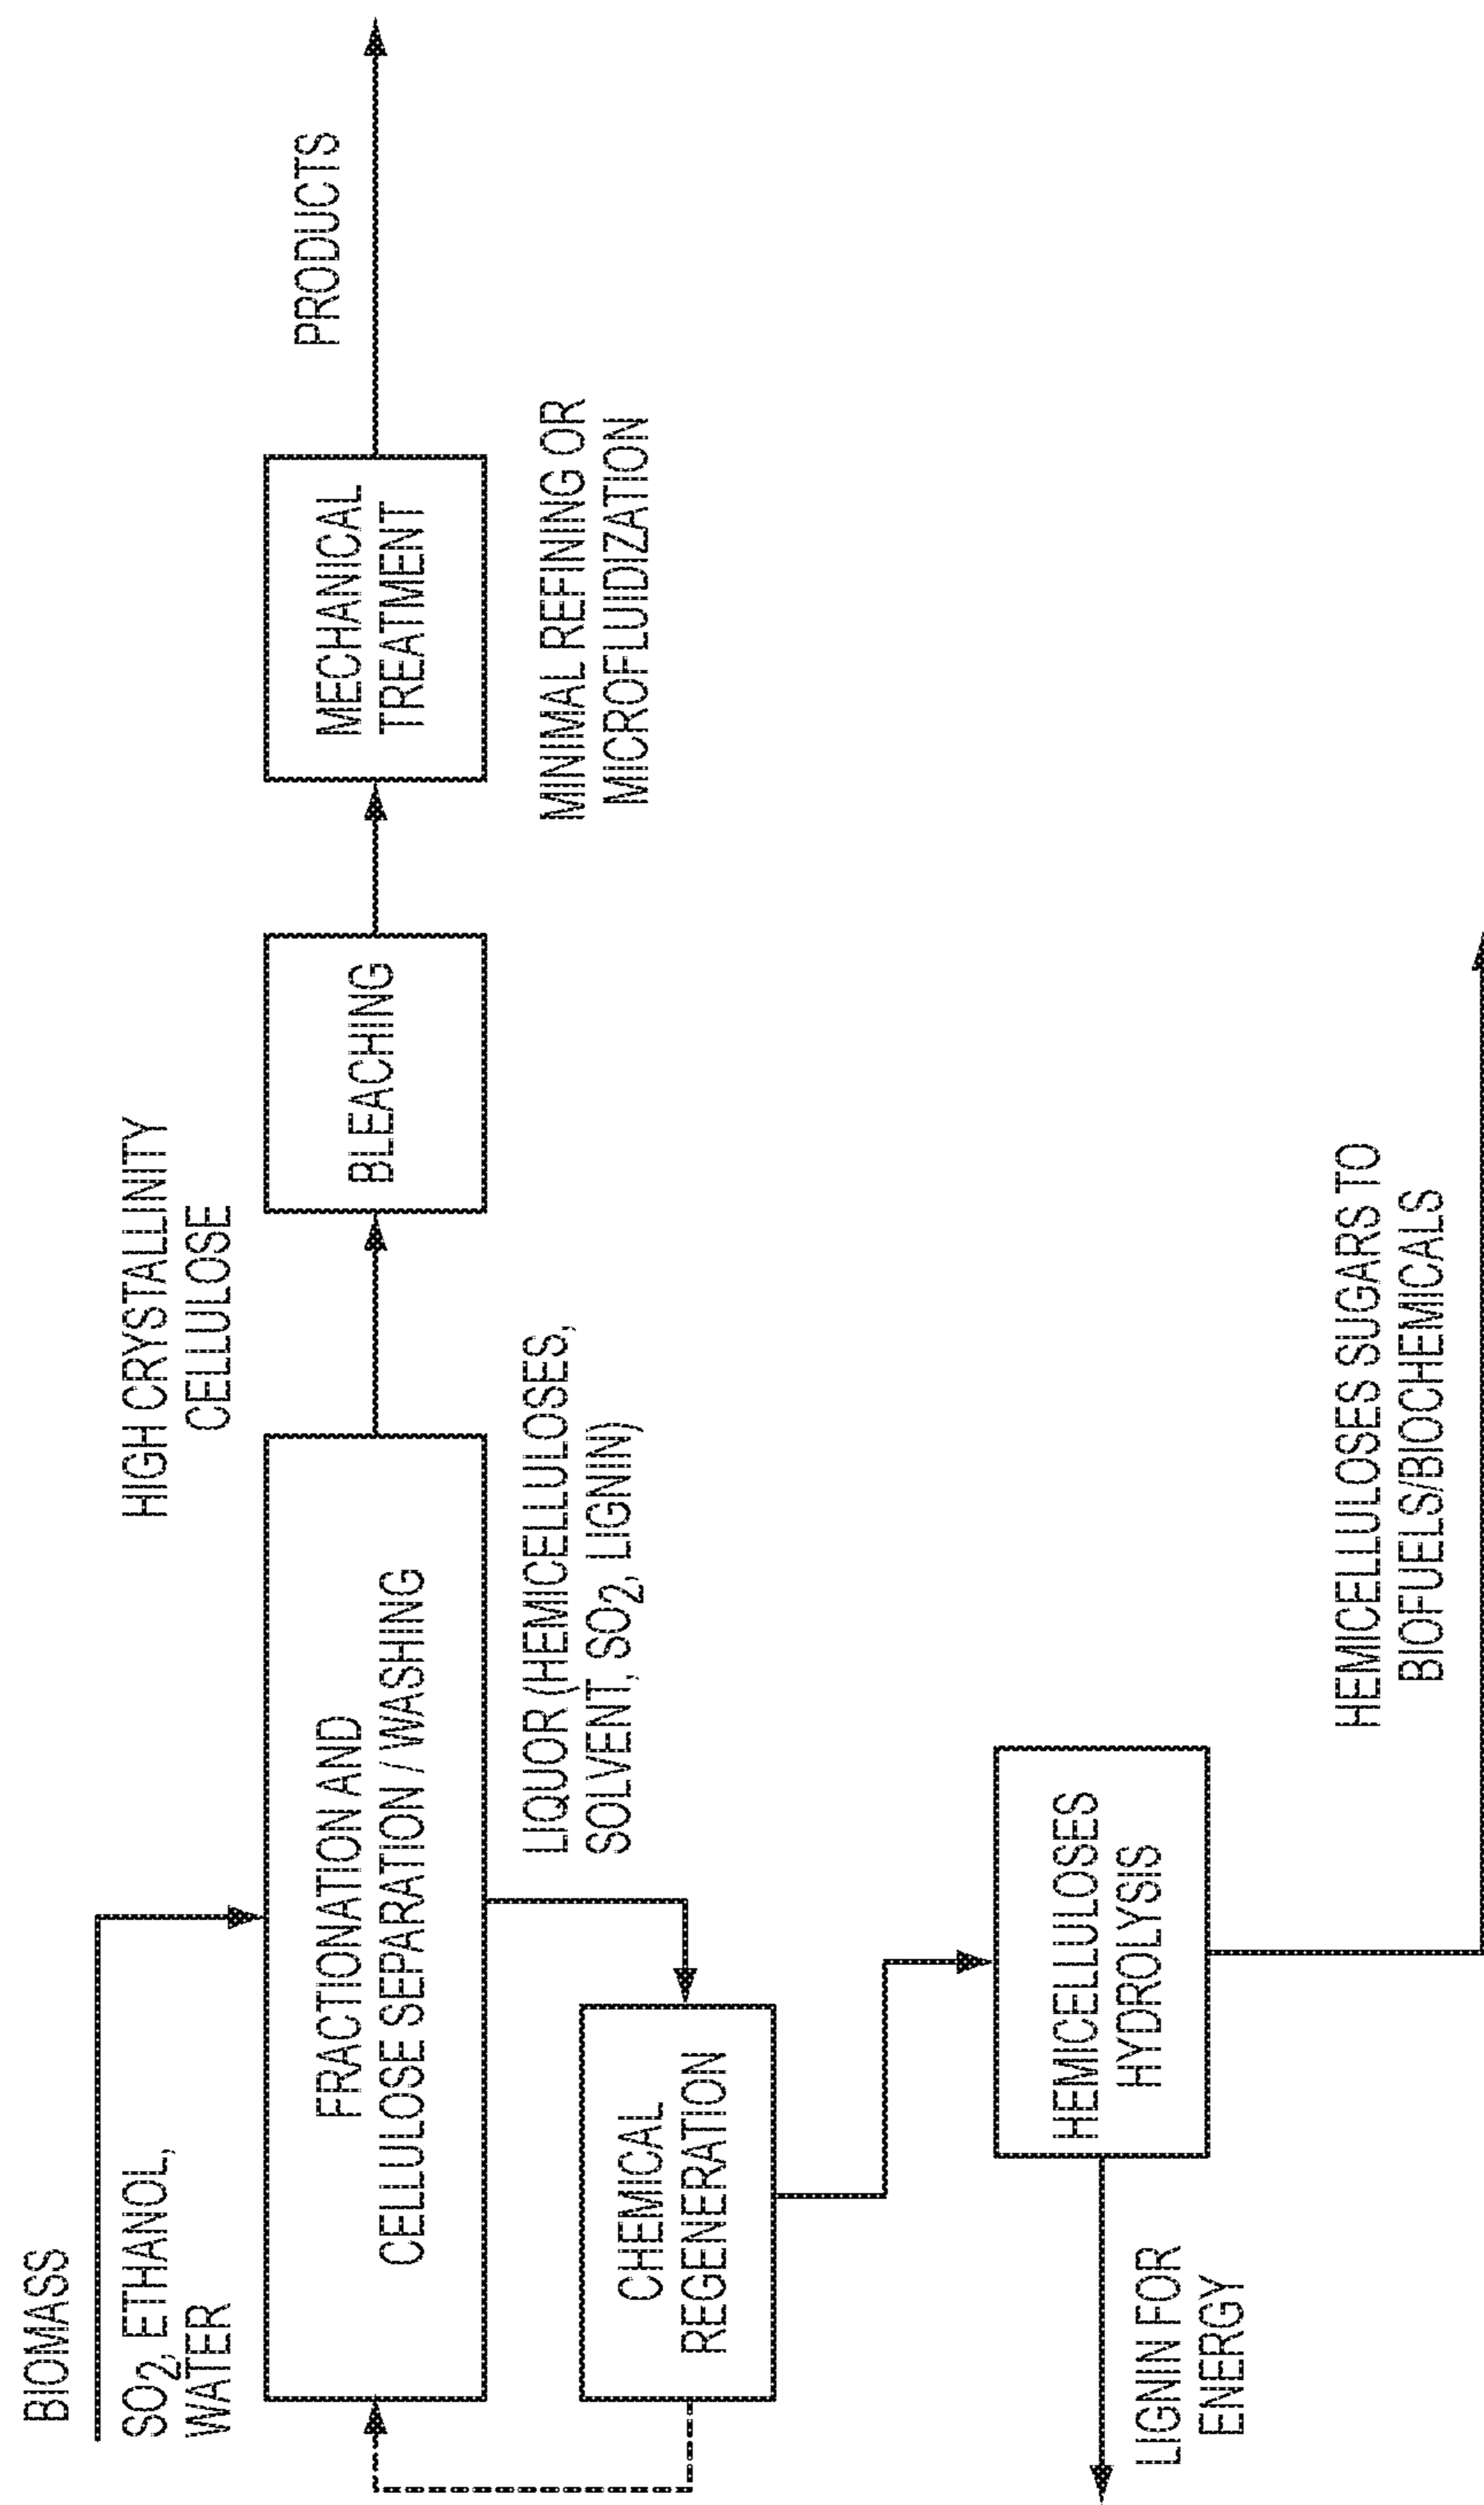 BIOMASS
SO2, ETHANOL,
WATER
FRACTIONATION AND
CELLULOSE SEPARATION / WASHING
HIGH CRYSTALLINITY
CELLULOSE
BLEACHING
MECHANICAL
TREATMENT
MINIMAL REFINING OR
MICROFLUIDIZATION
PRODUCTS
LIQUOR (HEMICELLULOSES,
SOLVENT, SO2, LIGNIN)
CHEMICAL
REGENERATION
HEMICELLULOSES
HYDROLYSIS
LIGNIN FOR
ENERGY
HEMICELLULOSES SUGARS TO
BIOFUELS/BIOCHEMICALS